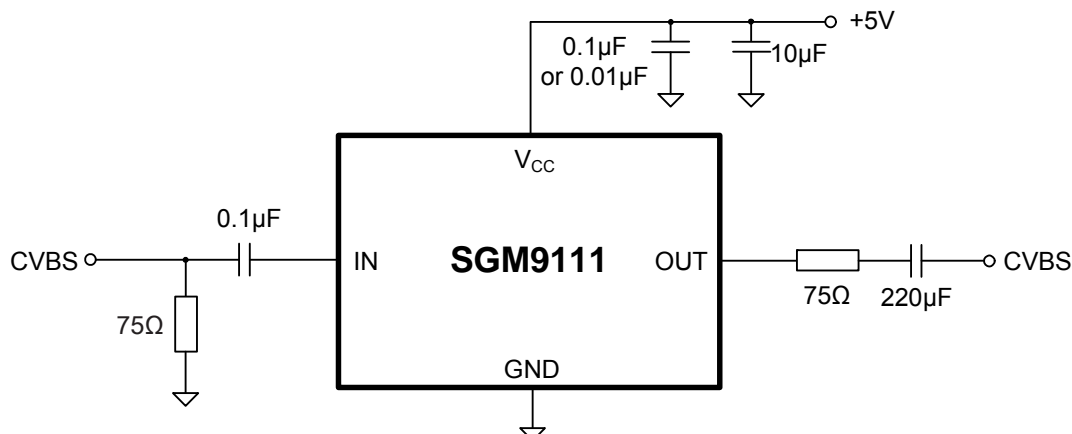 +5V
0.1µF
or 0.01µF
10µF
VCC
0.1µF
CVBS
IN
SGM9111
OUT
CVBS
75Ω
220µF
75Ω
GND